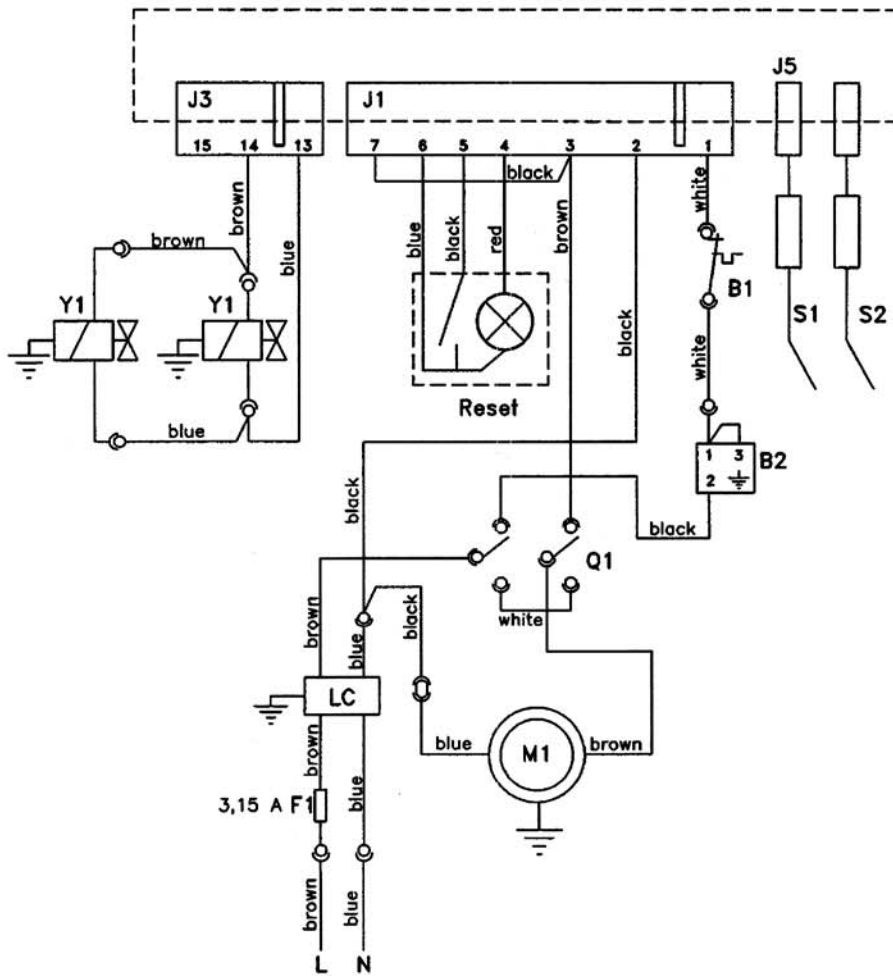 J5
J3
J1
15 14 13
7 6 5 4 3 2 1
black
white
brown
brown
blue
blue
black
red
brown
black
B1
S1
S2
Y1
Y1
white
Reset
blue
1 3
2
B2
black
black
Q1
brown
blue
black
white
LC
blue
M1
brown
brown
blue
3,15 A F1
brown
blue
L N